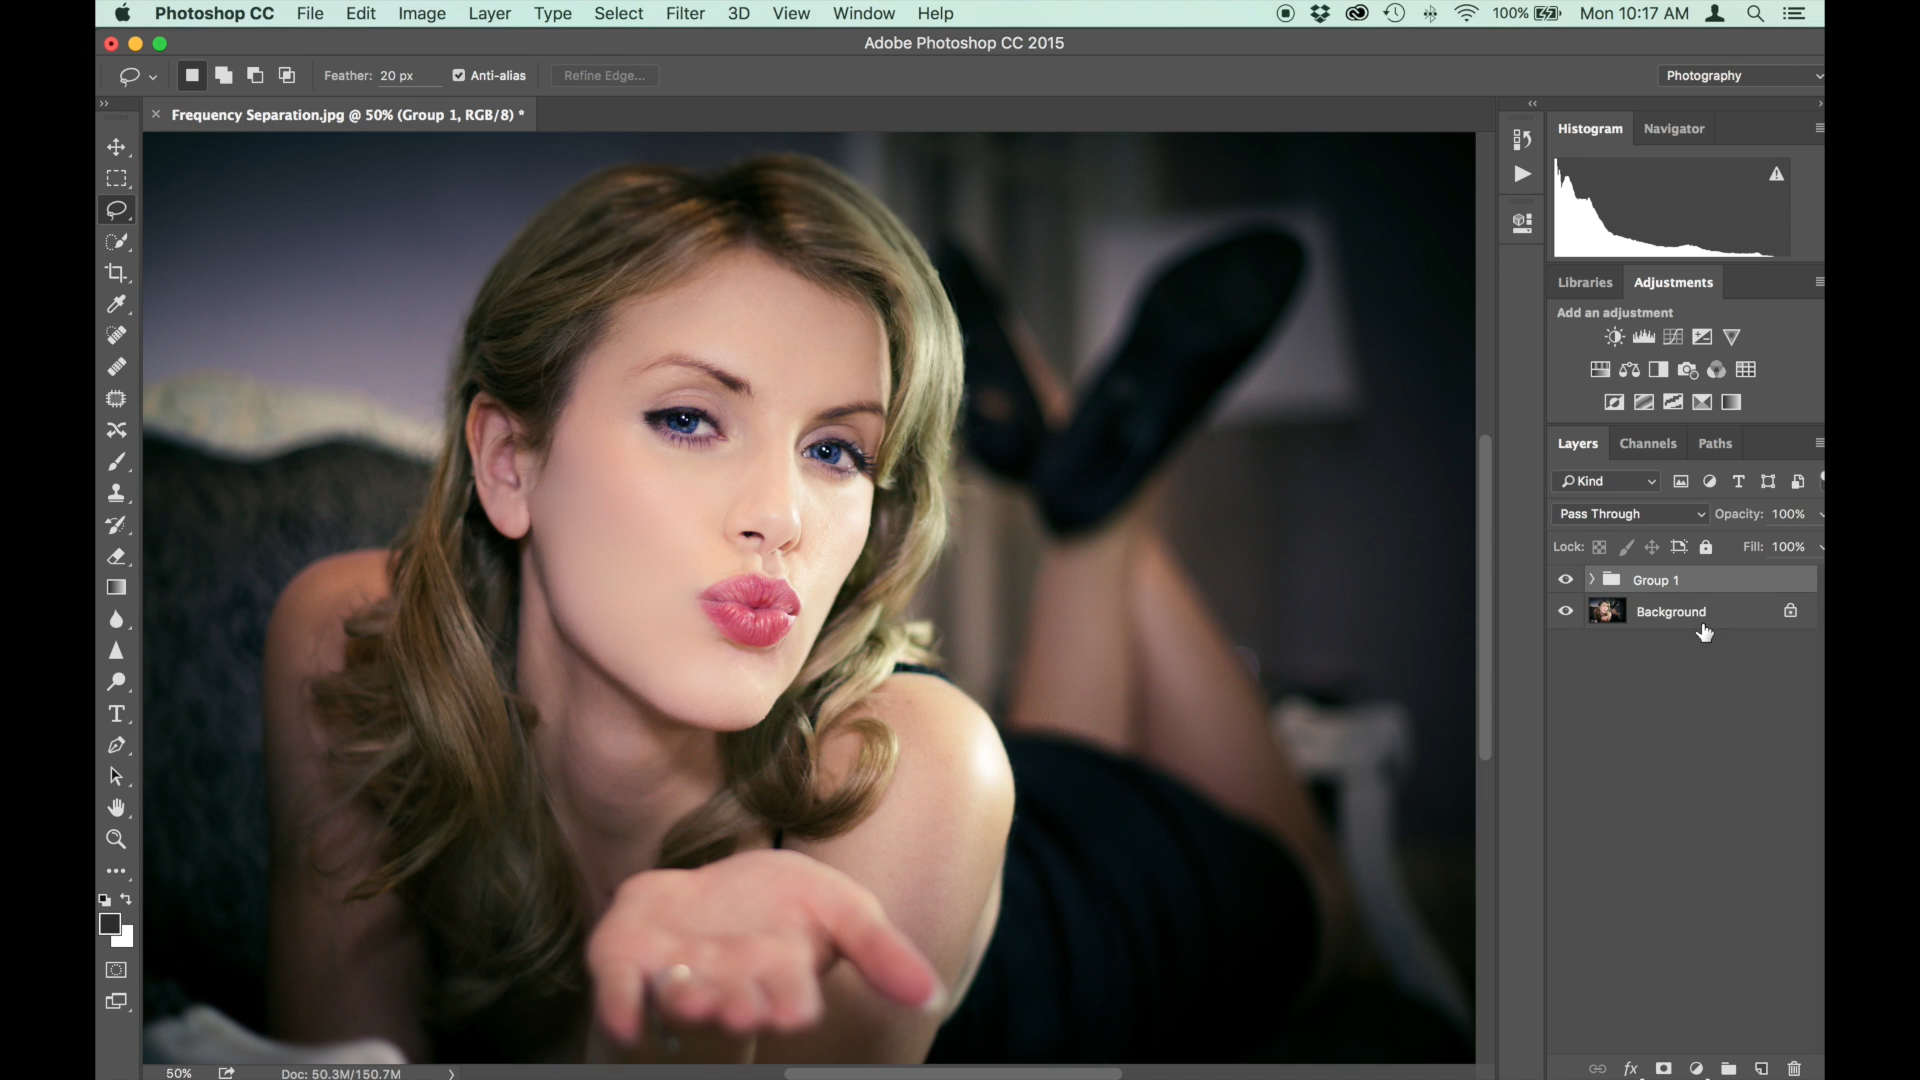 Photoshop CC File Edit Image Layer Type Select Filter 3D View Window Help 100% Mon 10:17 AM
Adobe Photoshop CC 2015
Feather: 20 px Anti-alias Refine Edge... Photography
Frequency Separation.jpg @ 50% (Group 1, RGB/8) *
Histogram Navigator
Libraries Adjustments
Add an adjustment
Layers Channels Paths
Kind
Pass Through Opacity: 100%
Lock: Fill: 100%
Group 1
Background
50% Doc: 50.3M/150.7M